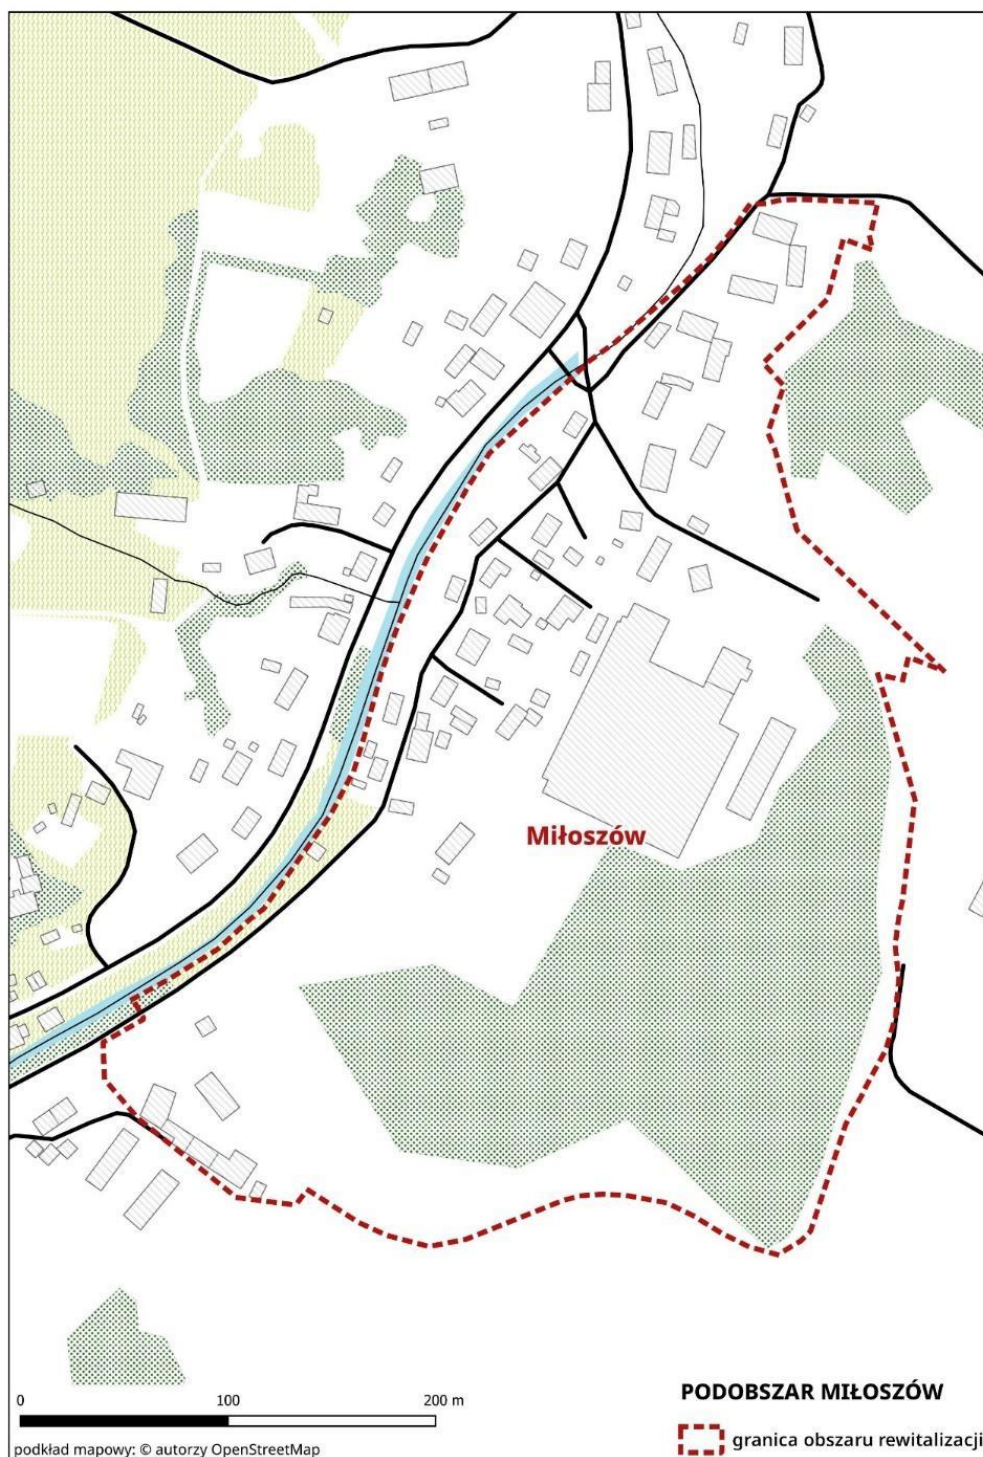 Miłoszów
0 100 200 m
podkład mapowy: © autorzy OpenStreetMap
PODOBSZAR MIŁOSZÓW
granica obszaru rewitalizacji